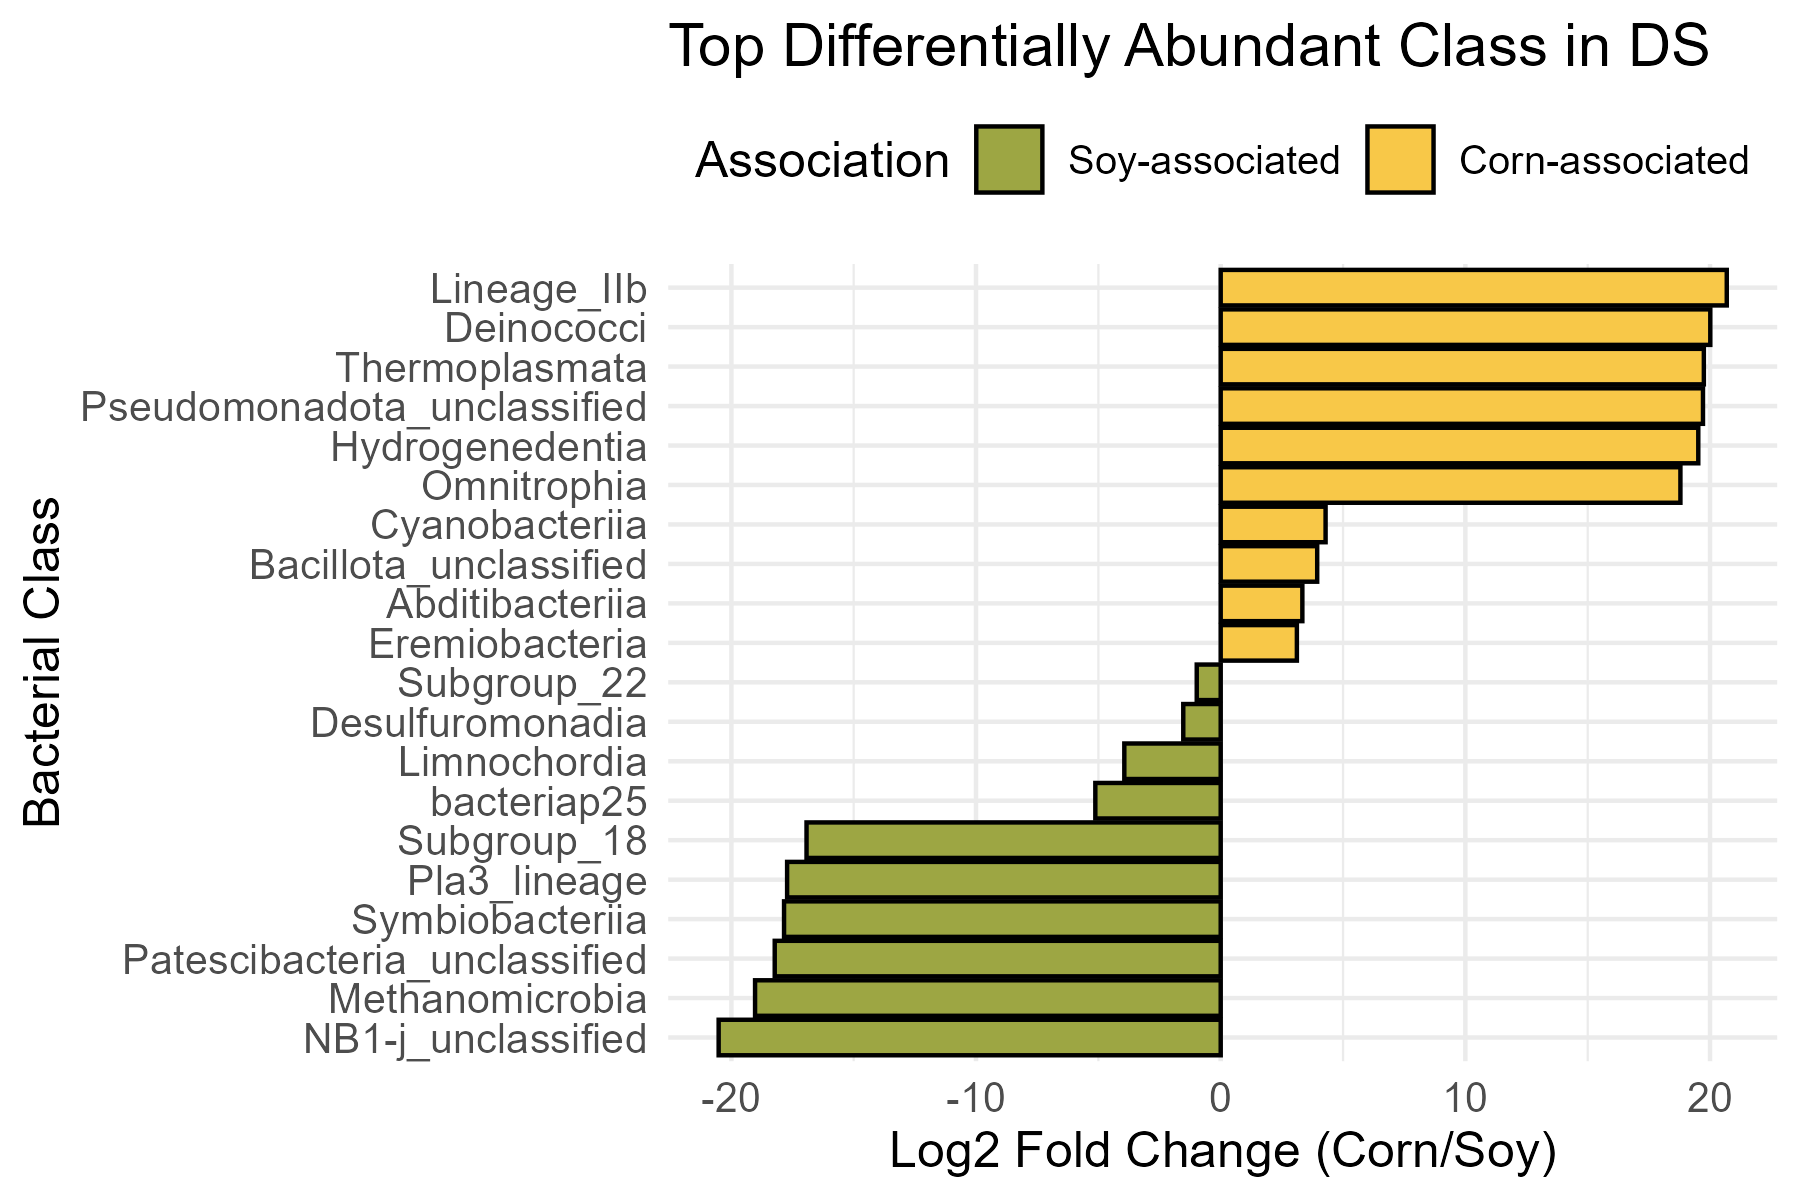 Top Differentially Abundant Class in DS
Association Soy-associated Corn-associated
Lineage_IIb
Deinococci
Thermoplasmata
Pseudomonadota_unclassified
Hydrogenedentia
Omnitrophia
Cyanobacteriia
Bacillota_unclassified
Abditibacteriia
Eremiobacteria
Subgroup_22
Desulfuromonadia
Limnochordia
bacteriap25
Subgroup_18
Pla3_lineage
Symbiobacteriia
Patescibacteria_unclassified
Methanomicrobia
NB1-j_unclassified
Bacterial Class
-20 -10 0 10 20
Log2 Fold Change (Corn/Soy)